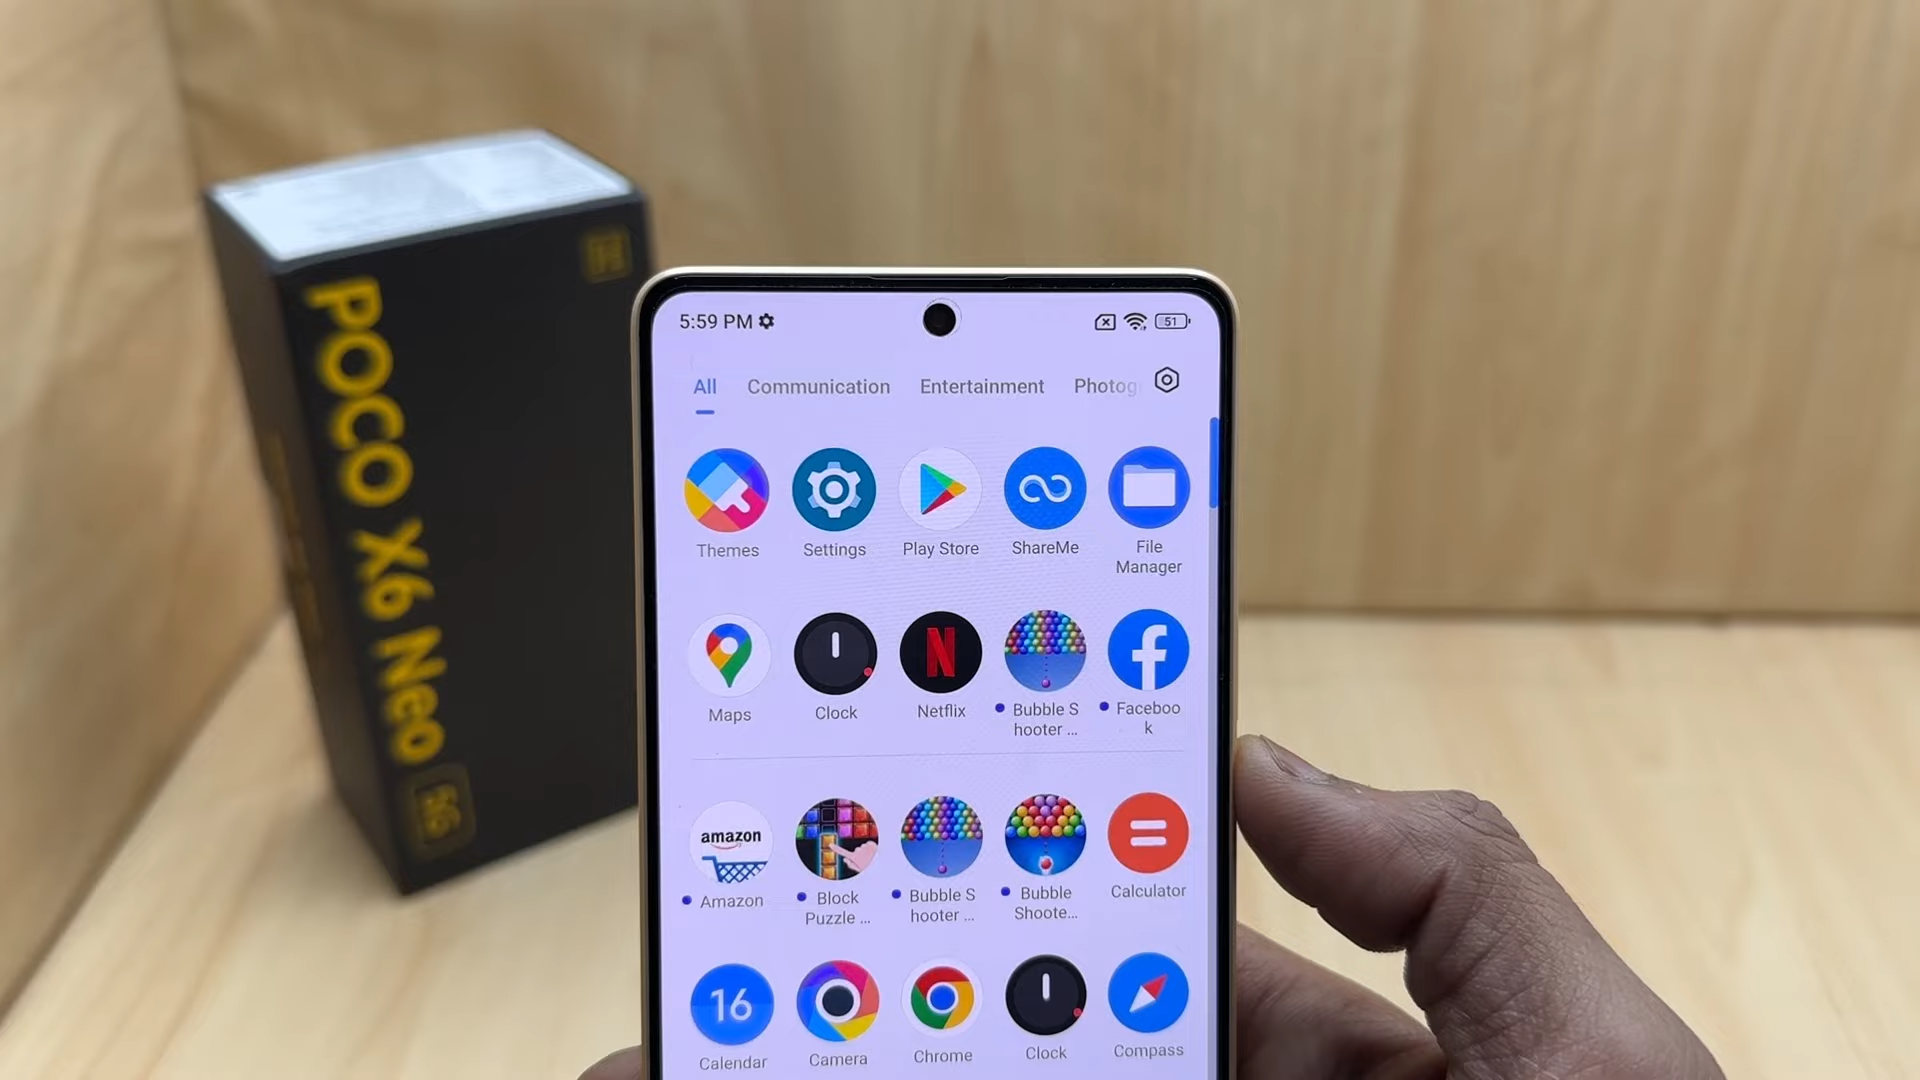 POCO X6 Neo
5G
5:59 PM
51
All Communication Entertainment Photog
Themes Settings Play Store ShareMe File
Manager
Maps Clock Netflix Bubble S Faceboo
hooter ... k
amazon
Amazon Block Bubble S Bubble Calculator
Puzzle ... hooter ... Shoote...
16
Calendar Camera Chrome Clock Compass